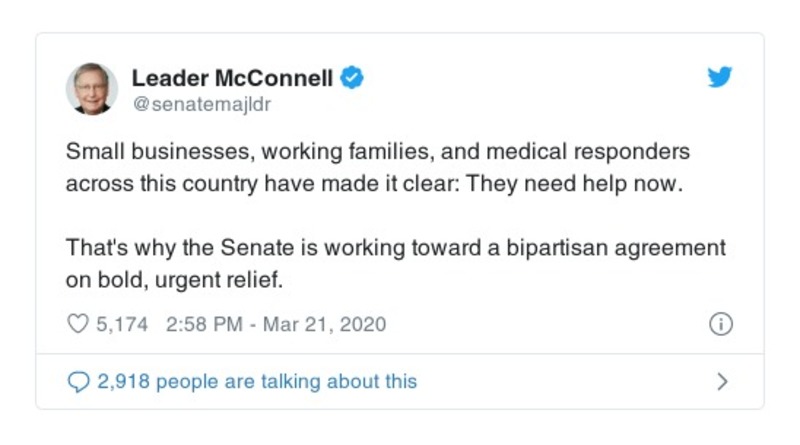 Leader McConnell
@senatemajldr
Small businesses, working families, and medical responders
across this country have made it clear: They need help now.
That's why the Senate is working toward a bipartisan agreement
on bold, urgent relief.
5,174 2:58 PM - Mar 21, 2020
2,918 people are talking about this